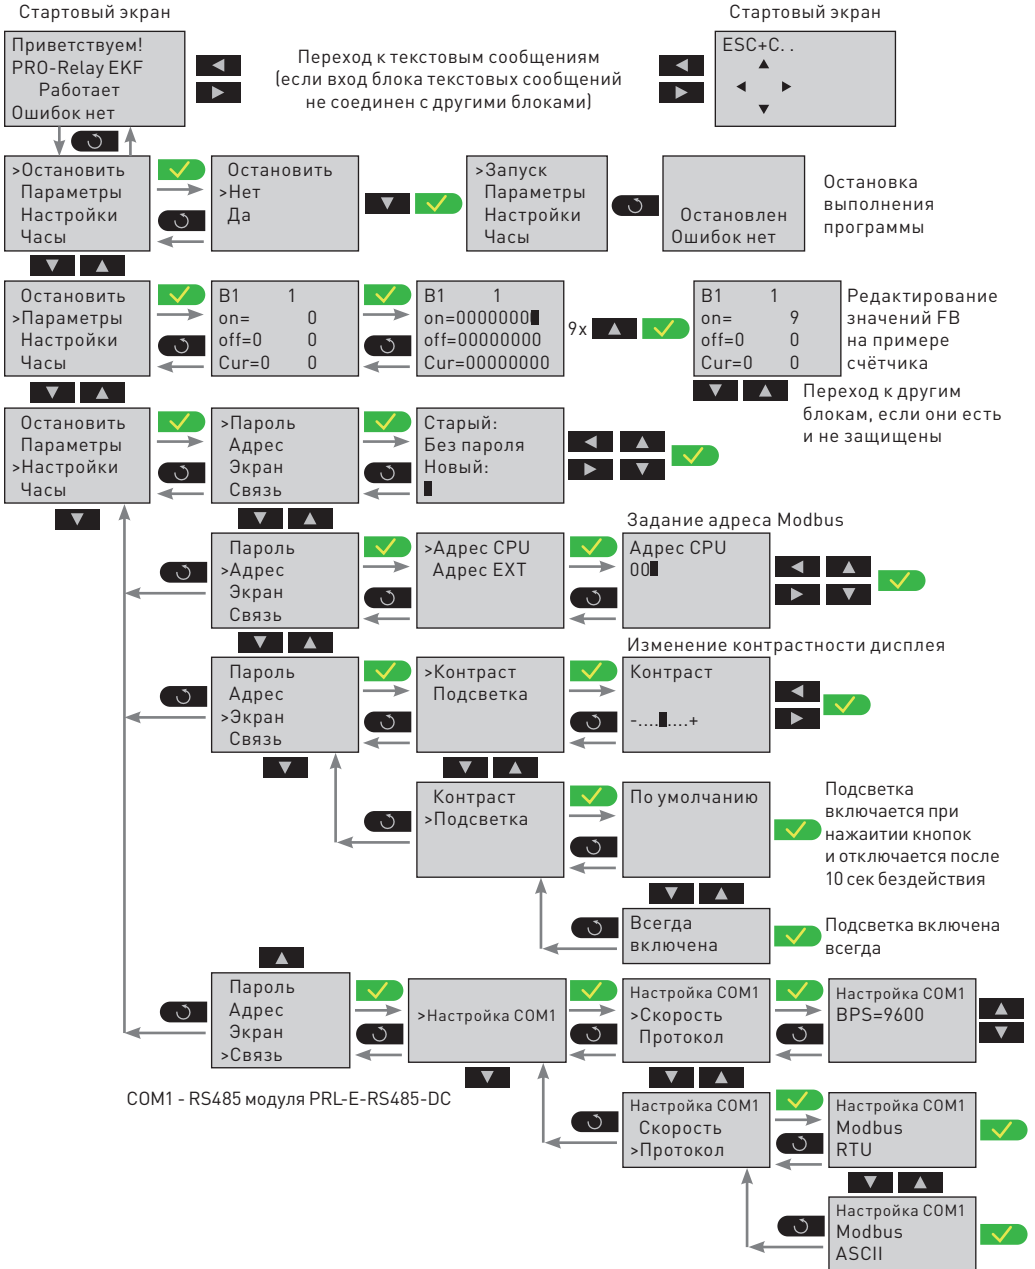 Стартовый экран
Стартовый экран
Приветствуем!
PRO-Relay EKF
Работает
Ошибок нет
Переход к текстовым сообщениям
(если вход блока текстовых сообщений
не соединен с другими блоками)
ESC+C. .
>Остановить
Параметры
Настройки
Часы
Остановить
>Нет
Да
>Запуск
Параметры
Настройки
Часы
Остановлен
Ошибок нет
Остановка
выполнения
программы
Остановить
>Параметры
Настройки
Часы
B1 1
on= 0
off=0 0
Cur=0 0
B1 1
on=0000000
off=00000000
Cur=00000000
9x
B1 1
on= 9
off=0 0
Cur=0 0
Редактирование
значений FB
на примере
счётчика
Переход к другим
блокам, если они есть
и не защищены
Остановить
Параметры
>Настройки
Часы
>Пароль
Адрес
Экран
Связь
Старый:
Без пароля
Новый:
Задание адреса Modbus
Пароль
>Адрес
Экран
Связь
>Адрес CPU
Адрес EXT
Адрес CPU
00
Изменение контрастности дисплея
Пароль
Адрес
>Экран
Связь
>Контраст
Подсветка
Контраст
-....
....+
Контраст
>Подсветка
По умолчанию
Подсветка
включается при
нажаитии кнопок
и отключается после
10 сек бездействия
Всегда
включена
Подсветка включена
всегда
Пароль
Адрес
Экран
>Связь
>Настройка COM1
Настройка COM1
>Скорость
Протокол
Настройка COM1
BPS=9600
COM1 - RS485 модуля PRL-E-RS485-DC
Настройка COM1
Скорость
>Протокол
Настройка COM1
Modbus
RTU
Настройка COM1
Modbus
ASCII